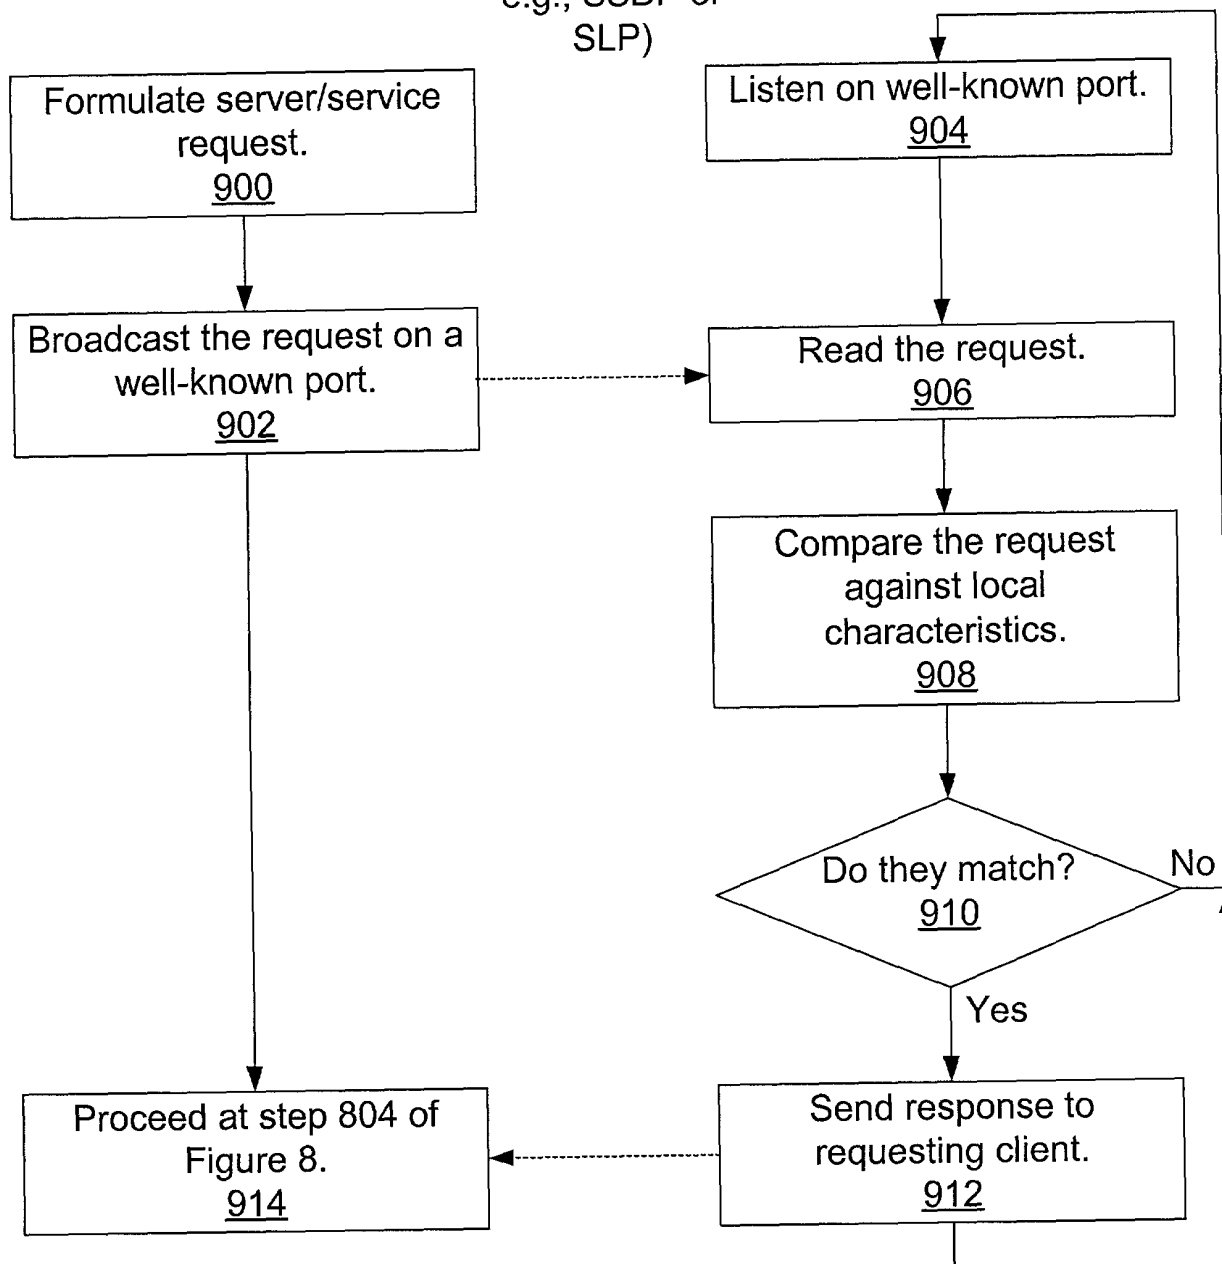 SLP)
Formulate server/service
request.
900
Listen on well-known port.
904
Broadcast the request on a
well-known port.
902
Read the request.
906
Compare the request
against local
characteristics.
908
Do they match?
910
No
Yes
Proceed at step 804 of
Figure 8.
914
Send response to
requesting client.
912